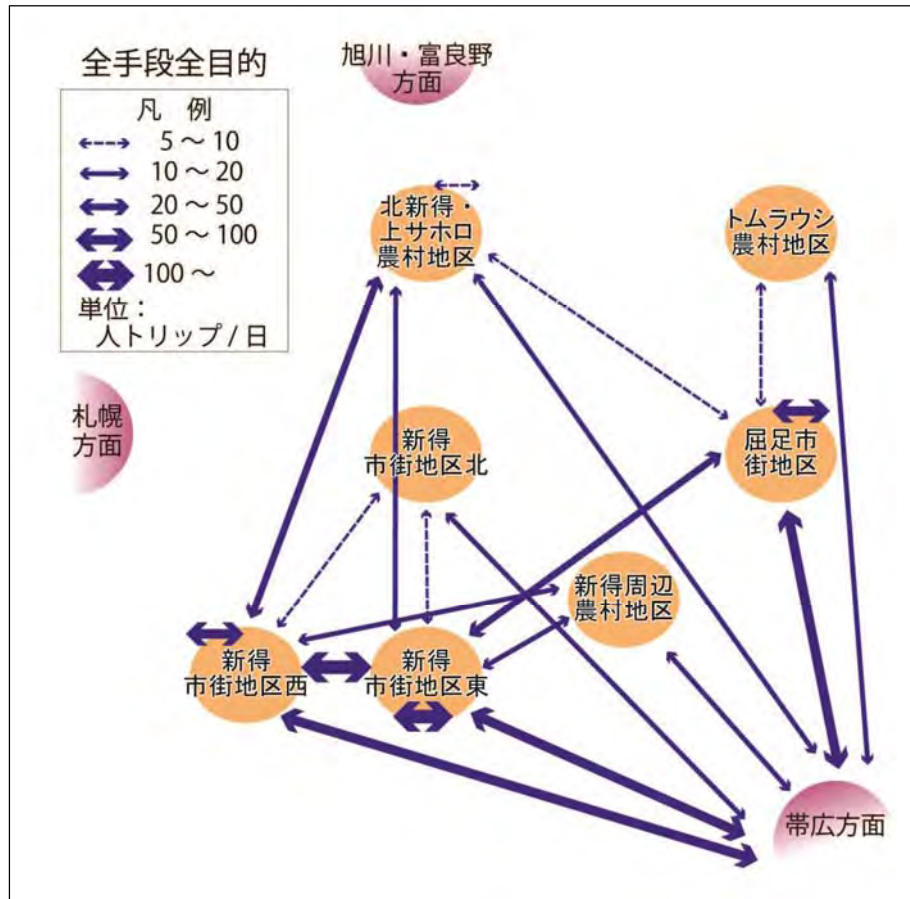 全手段全目的
凡 例
5～10
10～20
20～50
50～100
100～
単位：
人トリップ/日
旭川・富良野
方面
北新得・
上サホロ
農村地区
トムラウシ
農村地区
札幌
方面
新得
市街地区北
屈足市
街地区
新得周辺
農村地区
新得
市街地区西
新得
市街地区東
帯広方面